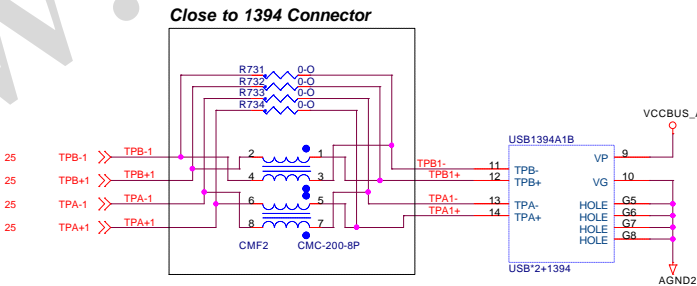 Close to 1394 Connector
R731 0-O
R732 0-O
R733 0-O
R734 0-O
VCCBUS_A
USB1394A1B
25 TPB-1 TPB-1 2 1 TPB1- 11 TPB- VP 9
25 TPB+1 TPB+1 4 3 TPB1+ 12 TPB+ VG 10
25 TPA-1 TPA-1 6 5 TPA1- 13 TPA- HOLE G5
25 TPA+1 TPA+1 8 7 TPA1+ 14 TPA+ HOLE G6
HOLE G7
HOLE G8
CMF2 CMC-200-8P
USB*2+1394
AGND2